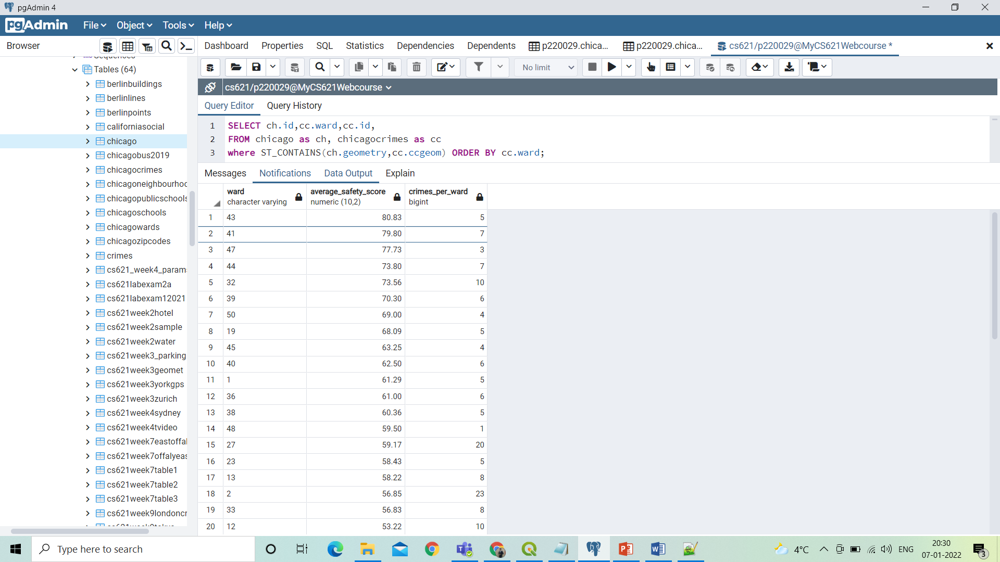 pgAdmin 4
pgAdmin File Object Tools Help
Browser
Dashboard Properties SQL Statistics Dependencies Dependents p220029.chica... p220029.chica... cs621/p220029@MyCS621Webcourse *
Sequences
Tables (64)
berlinbuildings
berlinlines
berlinpoints
californiasocial
chicago
chicagobus2019
chicagocrimes
chicagoneighbourhoo
chicagopublicschools
chicagoschools
chicagowards
chicagozipcodes
crimes
cs621_week4_params
cs621labexam2a
cs621labexam12021
cs621week2hotel
cs621week2sample
cs621week2water
cs621week3_parking
cs621week3geomet
cs621week3yorkgps
cs621week3zurich
cs621week4sydney
cs621week4tvideo
cs621week7eastoffal
cs621week7offalyeas
cs621week7table1
cs621week7table2
cs621week7table3
cs621week9londoncr
No limit
cs621/p220029@MyCS621Webcourse
Query Editor Query History
1 SELECT ch.id,cc.ward,cc.id,
2 FROM chicago as ch, chicagocrimes as cc
3 where ST_CONTAINS(ch.geometry,cc.ccgeom) ORDER BY cc.ward;
Messages Notifications Data Output Explain
ward average_safety_score crimes_per_ward
character varying numeric (10,2) bigint
1 43 80.83 5
2 41 79.80 7
3 47 77.73 3
4 44 73.80 7
5 32 73.56 10
6 39 70.30 6
7 50 69.00 4
8 19 68.09 5
9 45 63.25 4
10 40 62.50 6
11 1 61.29 5
12 36 61.00 6
13 38 60.36 5
14 48 59.50 1
15 27 59.17 20
16 23 58.43 5
17 13 58.22 8
18 2 56.85 23
19 33 56.83 8
20 12 53.22 10
Type here to search
4°C ENG
20:30
07-01-2022
3